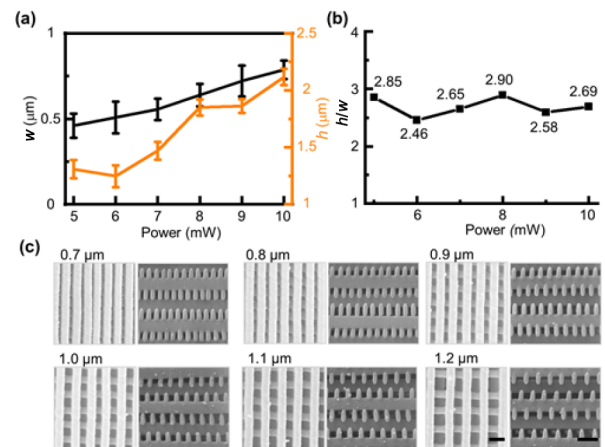 (a)
1
0.5
0
w (μm)
2.5
2
1.5
1
h (μm)
5 6 7 8 9 10
Power (mW)
(b)
4
3
2
1
h/w
2.85
2.46
2.65
2.90
2.58
2.69
6 8 10
Power (mW)
(c)
0.7 μm
0.8 μm
0.9 μm
1.0 μm
1.1 μm
1.2 μm